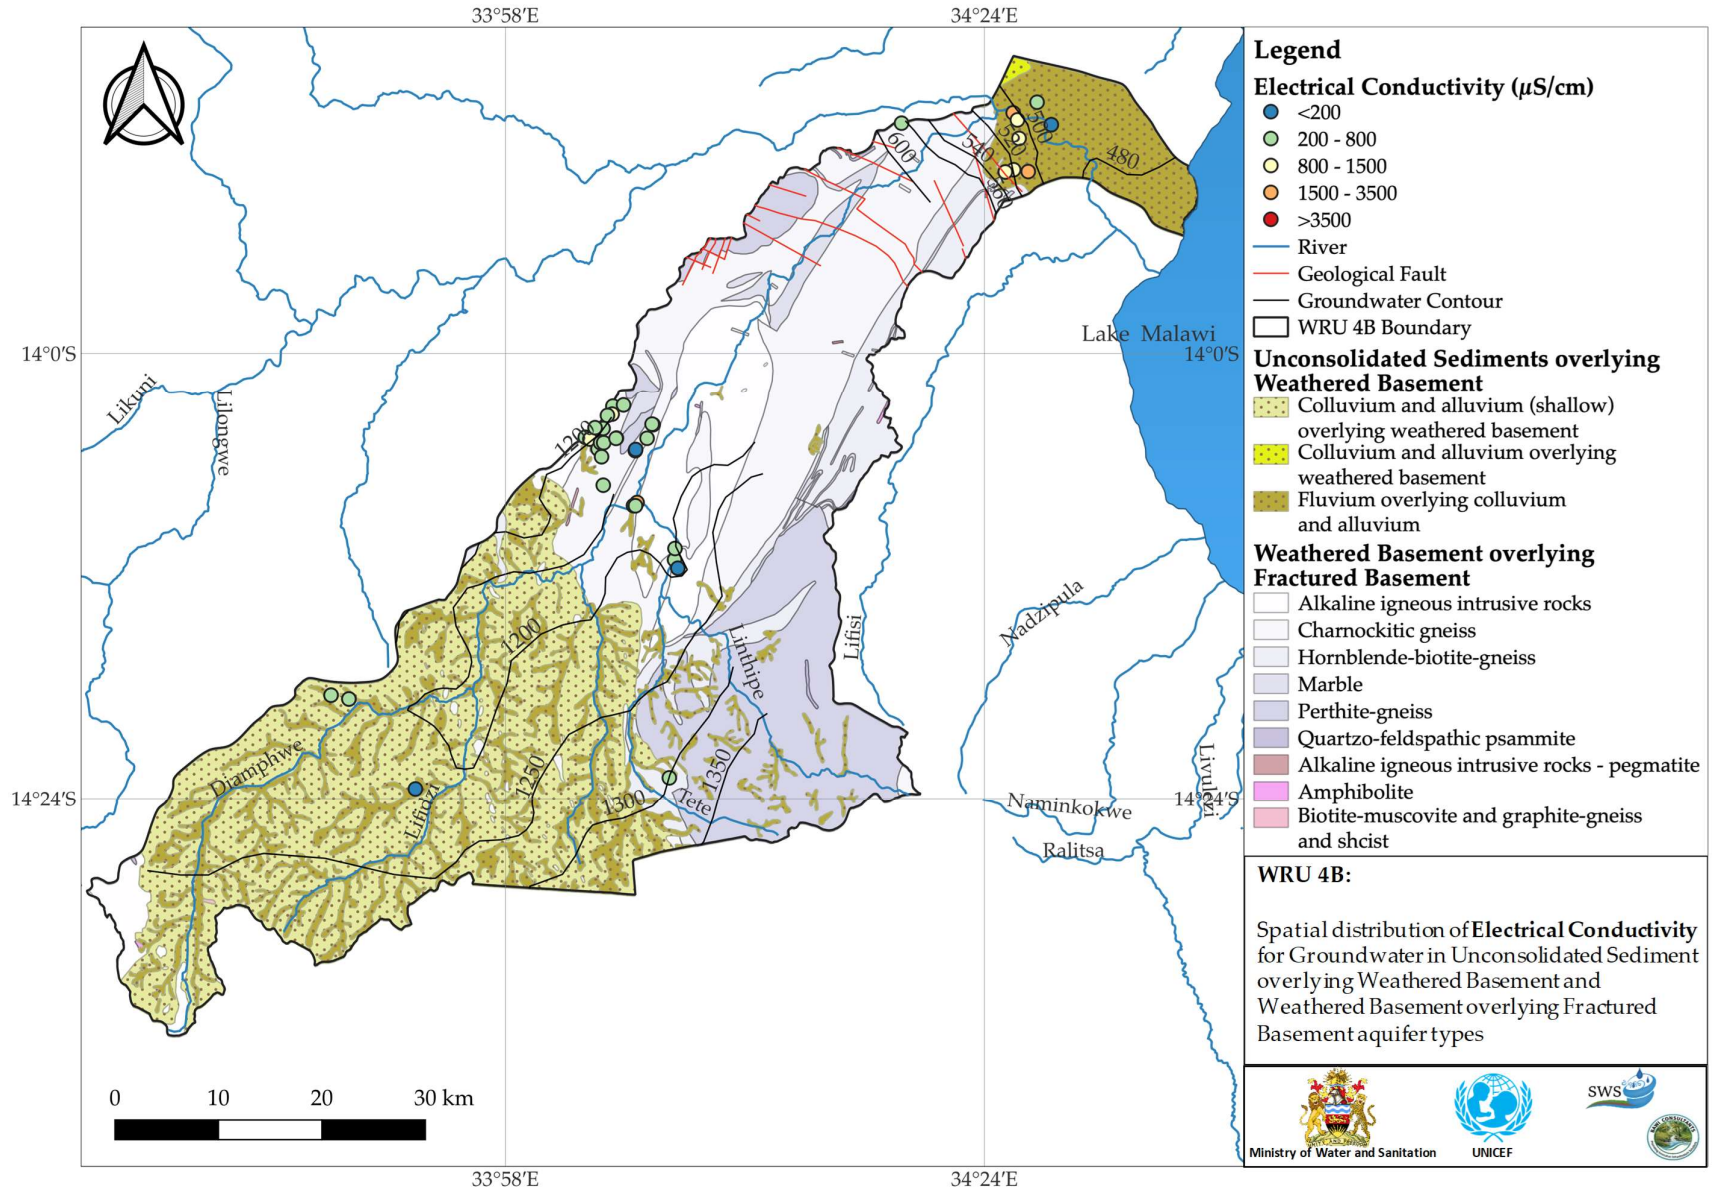 33°58′E
34°24′E
600
540
520
500
480
560
14°0′S
Lake Malawi
14°0′S
Likuni
Lilongwe
1200
Nadzipula
Lifisi
1200
Linthipe
Diamphwe
Lifidzi
1250
1300
Tete
1350
Livulezi
14°24′S
Naminkokwe
14°24′S
Ralitsa
0 10 20 30 km
33°58′E
34°24′E
Legend
Electrical Conductivity (µS/cm)
<200
200 - 800
800 - 1500
1500 - 3500
>3500
River
Geological Fault
Groundwater Contour
WRU 4B Boundary
Unconsolidated Sediments overlying
Weathered Basement
Colluvium and alluvium (shallow)
overlying weathered basement
Colluvium and alluvium overlying
weathered basement
Fluvium overlying colluvium
and alluvium
Weathered Basement overlying
Fractured Basement
Alkaline igneous intrusive rocks
Charnockitic gneiss
Hornblende-biotite-gneiss
Marble
Perthite-gneiss
Quartzo-feldspathic psammite
Alkaline igneous intrusive rocks - pegmatite
Amphibolite
Biotite-muscovite and graphite-gneiss
and shcist
WRU 4B:
Spatial distribution of Electrical Conductivity
for Groundwater in Unconsolidated Sediment
overlying Weathered Basement and
Weathered Basement overlying Fractured
Basement aquifer types
Ministry of Water and Sanitation
UNICEF
SWS